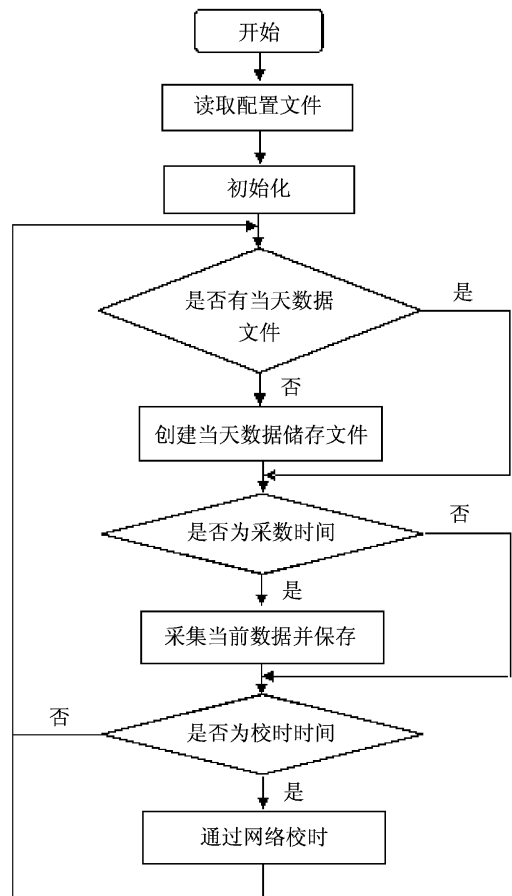 开始
读取配置文件
初始化
是否有当天数据
文件
是
否
创建当天数据储存文件
是否为采数时间
否
是
采集当前数据并保存
是否为校时时间
否
是
通过网络校时